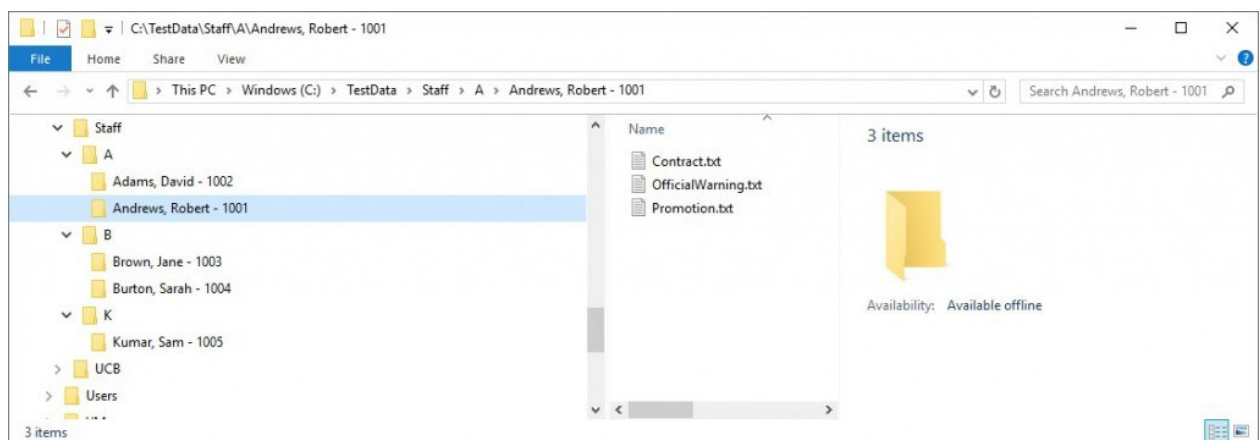 C:\TestData\Staff\A\Andrews, Robert - 1001
File Home Share View
This PC > Windows (C:) > TestData > Staff > A > Andrews, Robert - 1001
Search Andrews, Robert - 1001
Staff
A
Adams, David - 1002
Andrews, Robert - 1001
B
Brown, Jane - 1003
Burton, Sarah - 1004
K
Kumar, Sam - 1005
UCB
Users
Name
Contract.txt
OfficialWarning.txt
Promotion.txt
3 items
Availability: Available offline
3 items